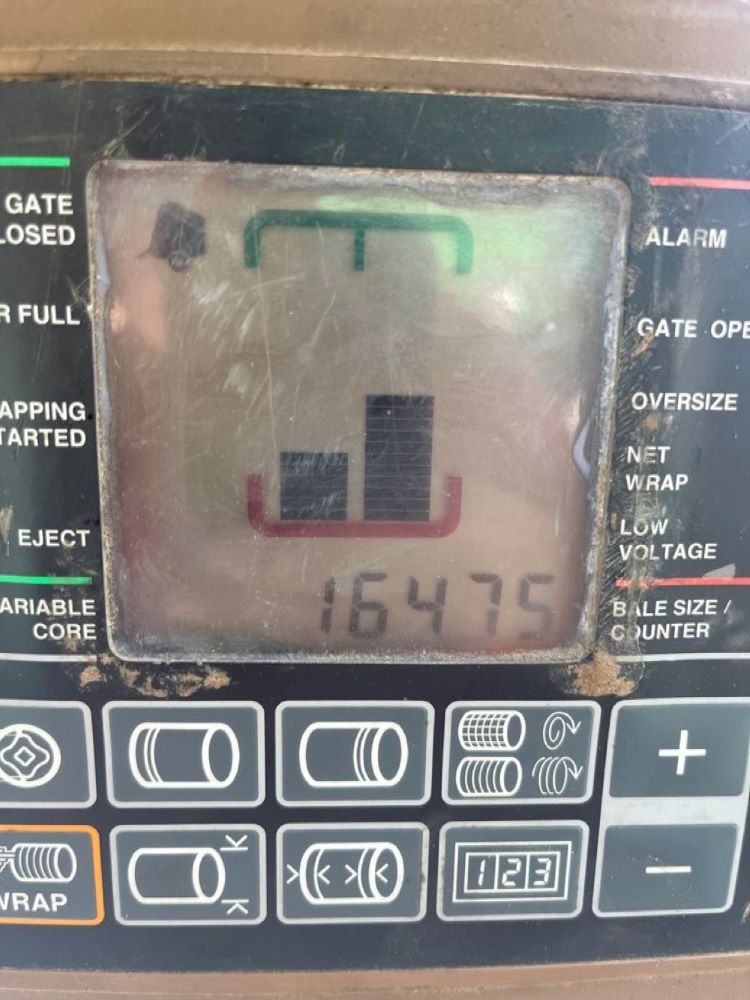 GATE
LOSED
R FULL
APPING
TARTED
EJECT
ARIABLE
CORE
ALARM
GATE OPE
OVERSIZE
NET
WRAP
LOW
VOLTAGE
BALE SIZE /
COUNTER
16475
+
123
−
WRAP